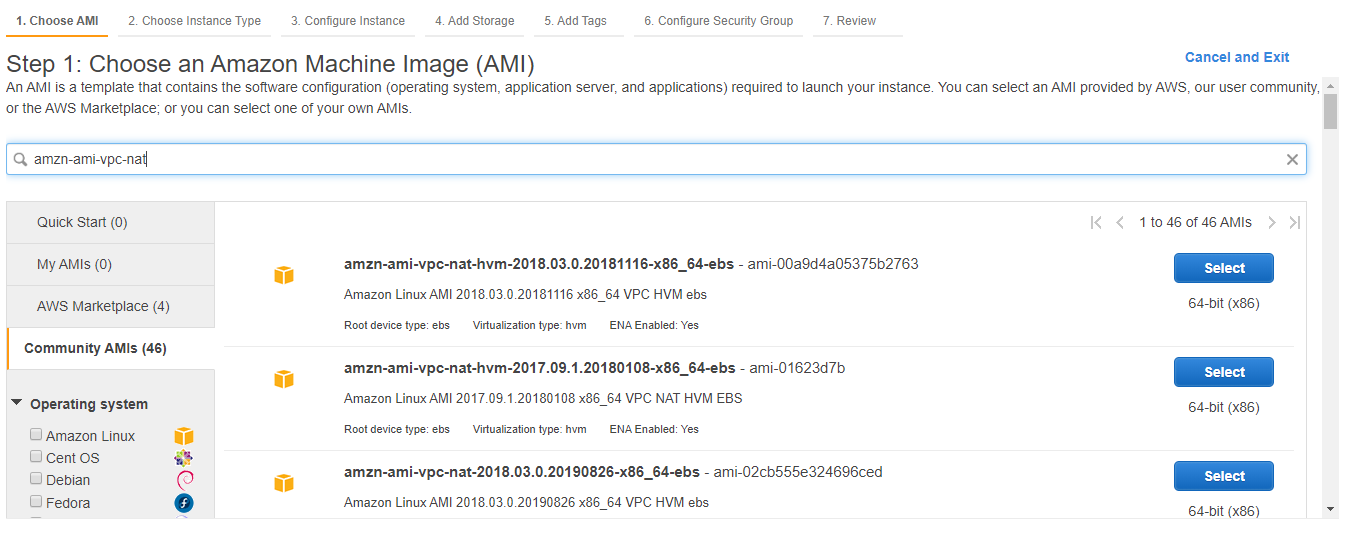 1. Choose AMI 2. Choose Instance Type 3. Configure Instance 4. Add Storage 5. Add Tags 6. Configure Security Group 7. Review
Step 1: Choose an Amazon Machine Image (AMI)
Cancel and Exit
An AMI is a template that contains the software configuration (operating system, application server, and applications) required to launch your instance. You can select an AMI provided by AWS, our user community,
or the AWS Marketplace; or you can select one of your own AMIs.
amzn-ami-vpc-nat
Quick Start (0)
My AMIs (0)
AWS Marketplace (4)
Community AMIs (46)
Operating system
Amazon Linux
Cent OS
Debian
Fedora
1 to 46 of 46 AMIs
amzn-ami-vpc-nat-hvm-2018.03.0.20181116-x86_64-ebs - ami-00a9d4a05375b2763
Amazon Linux AMI 2018.03.0.20181116 x86_64 VPC HVM ebs
Root device type: ebs Virtualization type: hvm ENA Enabled: Yes
Select
64-bit (x86)
amzn-ami-vpc-nat-hvm-2017.09.1.20180108-x86_64-ebs - ami-01623d7b
Amazon Linux AMI 2017.09.1.20180108 x86_64 VPC NAT HVM EBS
Root device type: ebs Virtualization type: hvm ENA Enabled: Yes
Select
64-bit (x86)
amzn-ami-vpc-nat-2018.03.0.20190826-x86_64-ebs - ami-02cb555e324696ced
Amazon Linux AMI 2018.03.0.20190826 x86_64 VPC HVM ebs
Select
64-bit (x86)